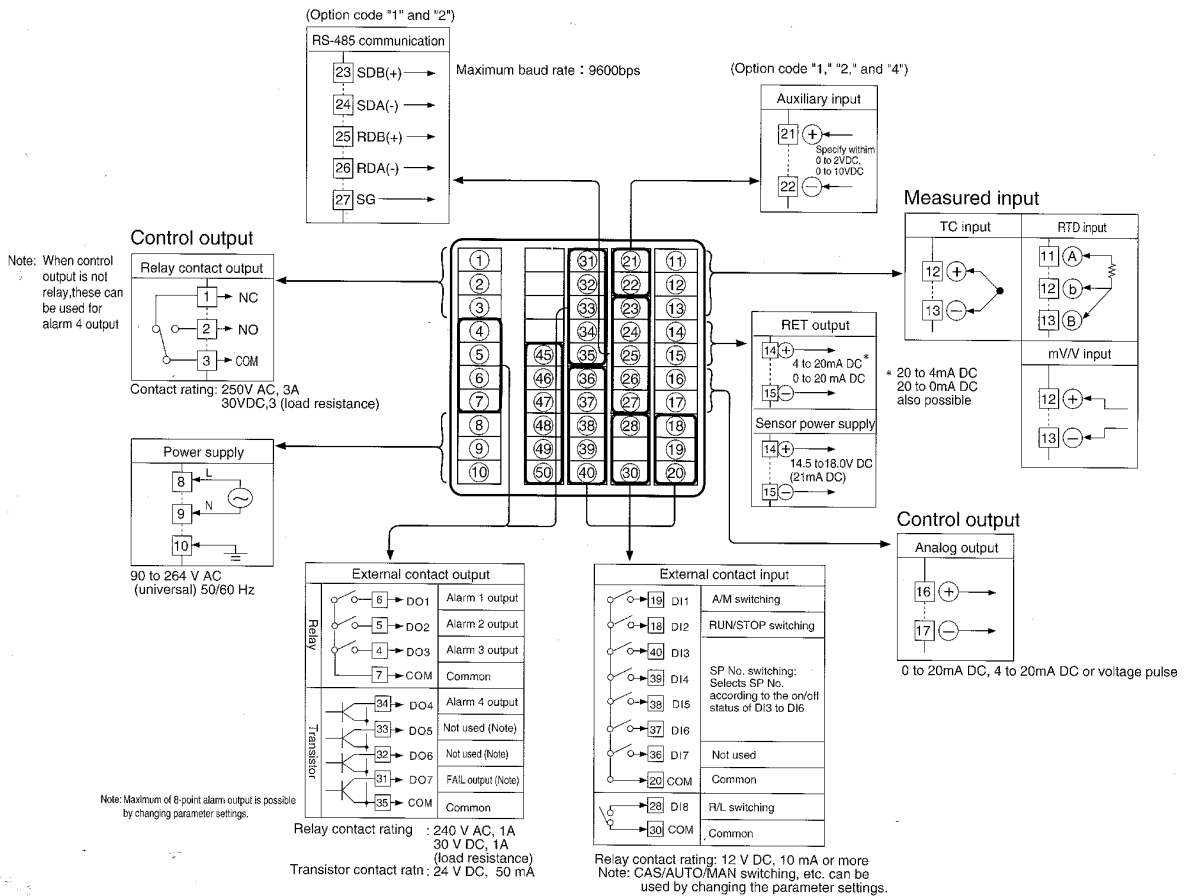 (Option code "1" and "2")
RS-485 communication
23 SDB(+)
24 SDA(-)
25 RDB(+)
26 RDA(-)
27 SG
Maximum baud rate : 9600bps
(Option code "1," "2," and "4")
Auxiliary input
21 +
Specify withim
0 to 2VDC,
0 to 10VDC
22 −
Measured input
TC input
12 +
13 −
RTD input
11 A
12 b
13 B
mV/V input
12 +
13 −
Control output
Note: When control
output is not
relay,these can
be used for
alarm 4 output
Relay contact output
1 NC
2 NO
3 COM
Contact rating: 250V AC, 3A
30VDC,3 (load resistance)
Power supply
8 L
9 N
10
90 to 264 V AC
(universal) 50/60 Hz
1 31 21 11
2 32 22 12
3 33 23 13
4 34 24 14
5 45 35 25 15
6 46 36 26 16
7 47 37 27 17
8 48 38 28 18
9 49 39 19
10 50 40 30 20
RET output
14 +
4 to 20mA DC*
0 to 20 mA DC
15 −
* 20 to 4mA DC
20 to 0mA DC
also possible
Sensor power supply
14 +
14.5 to18.0V DC
(21mA DC)
15 −
Control output
Analog output
16 +
17 −
0 to 20mA DC, 4 to 20mA DC or voltage pulse
External contact output
Relay
6 DO1 Alarm 1 output
5 DO2 Alarm 2 output
4 DO3 Alarm 3 output
7 COM Common
Transistor
34 DO4 Alarm 4 output
33 DO5 Not used (Note)
32 DO6 Not used (Note)
31 DO7 FAIL output (Note)
35 COM Common
Note: Maximum of 8-point alarm output is possible
by changing parameter settings.
Relay contact rating : 240 V AC, 1A
30 V DC, 1A
(load resistance)
Transistor contact ratn : 24 V DC, 50 mA
External contact input
19 DI1 A/M switching
18 DI2 RUN/STOP switching
40 DI3
39 DI4
38 DI5
37 DI6
SP No. switching:
Selects SP No.
according to the on/off
status of DI3 to DI6
36 DI7 Not used
20 COM Common
28 DI8 R/L switching
30 COM Common
Relay contact rating: 12 V DC, 10 mA or more
Note: CAS/AUTO/MAN switching, etc. can be
used by changing the parameter settings.